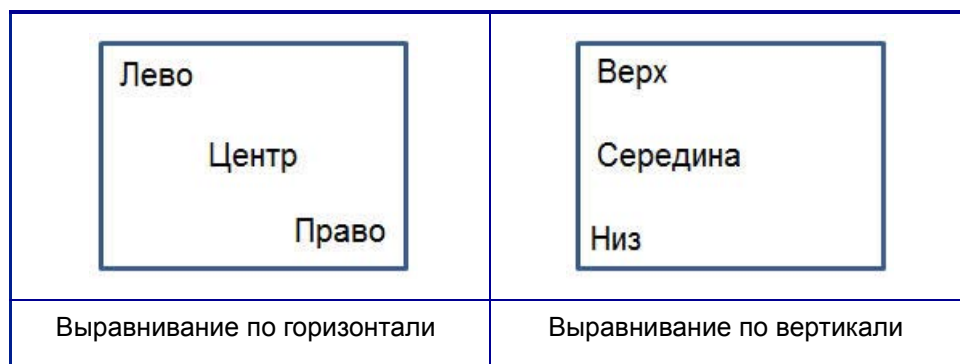 Лево
Центр
Право
Верх
Середина
Низ
Выравнивание по горизонтали
Выравнивание по вертикали